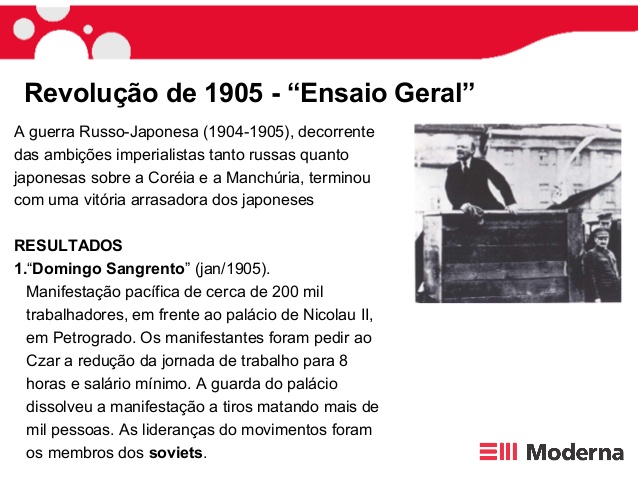 Revolução de 1905 - “Ensaio Geral”
A guerra Russo-Japonesa (1904-1905), decorrente
das ambições imperialistas tanto russas quanto
japonesas sobre a Coréia e a Manchúria, terminou
com uma vitória arrasadora dos japoneses
RESULTADOS
1.“Domingo Sangrento” (jan/1905).
Manifestação pacífica de cerca de 200 mil
trabalhadores, em frente ao palácio de Nicolau II,
em Petrogrado. Os manifestantes foram pedir ao
Czar a redução da jornada de trabalho para 8
horas e salário mínimo. A guarda do palácio
dissolveu a manifestação a tiros matando mais de
mil pessoas. As lideranças do movimentos foram
os membros dos soviets.
Moderna